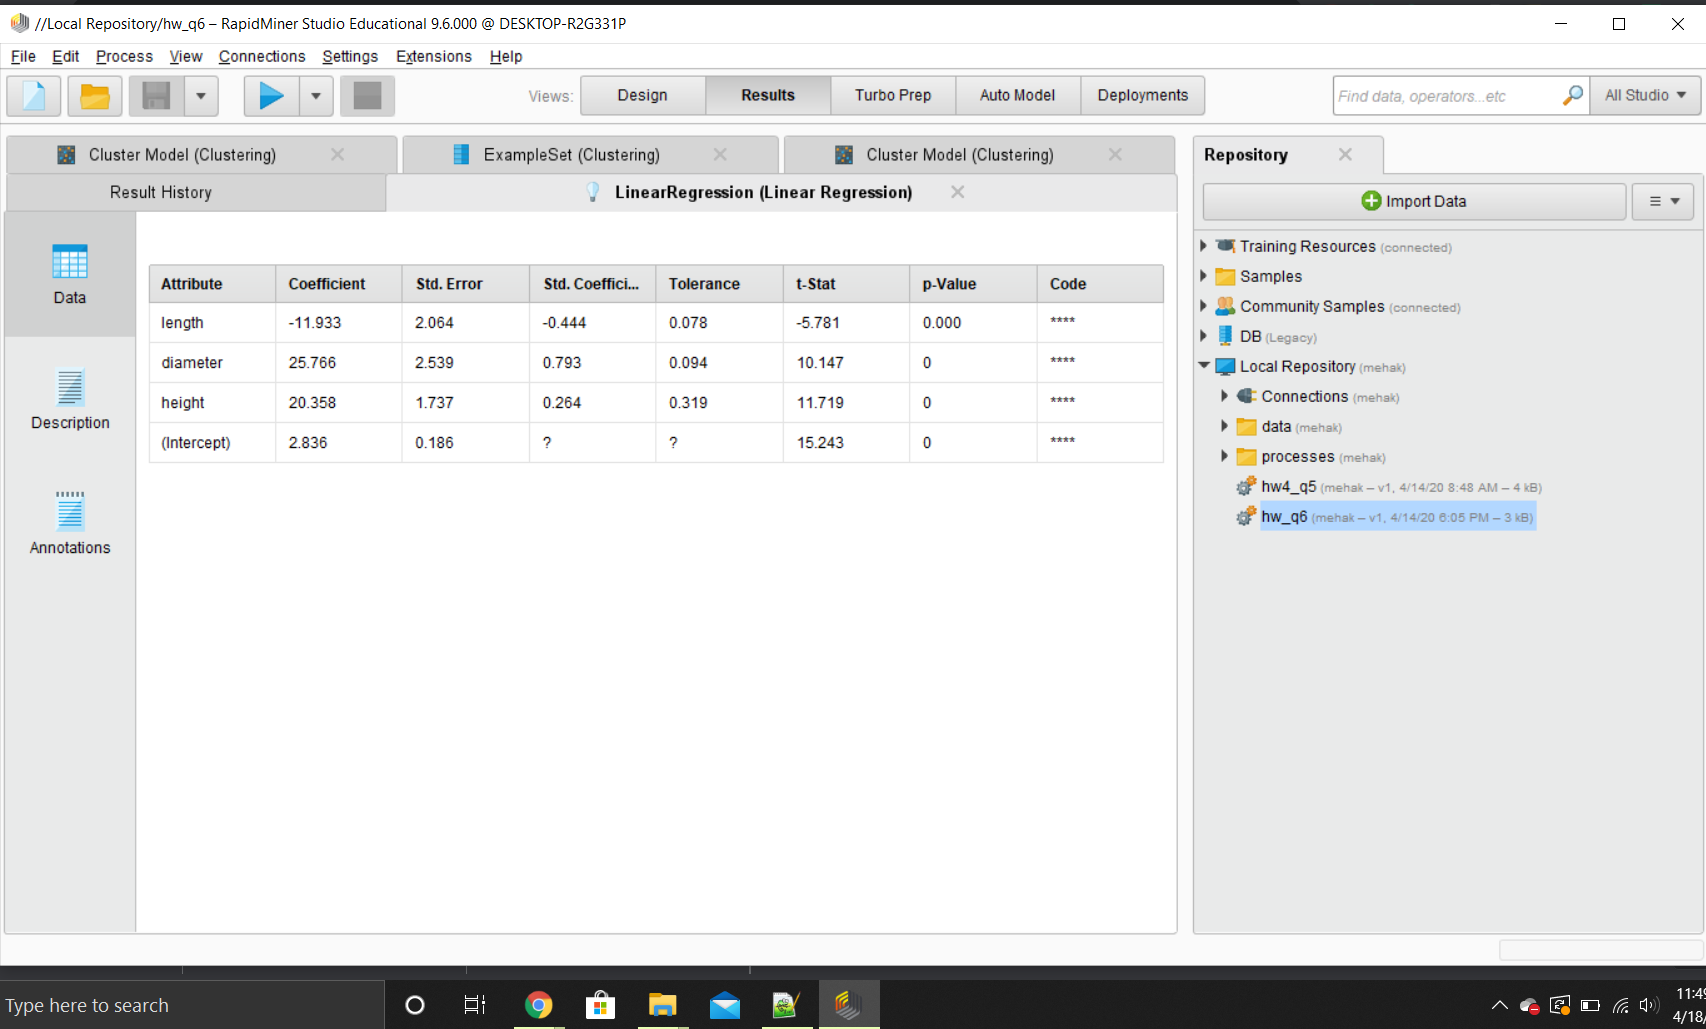 //Local Repository/hw_q6 – RapidMiner Studio Educational 9.6.000 @ DESKTOP-R2G331P
File Edit Process View Connections Settings Extensions Help
Views: Design Results Turbo Prep Auto Model Deployments Find data, operators...etc All Studio
Cluster Model (Clustering) ExampleSet (Clustering) Cluster Model (Clustering)
Result History LinearRegression (Linear Regression)
Data
Description
Annotations
Attribute Coefficient Std. Error Std. Coeffici... Tolerance t-Stat p-Value Code
length -11.933 2.064 -0.444 0.078 -5.781 0.000 ****
diameter 25.766 2.539 0.793 0.094 10.147 0 ****
height 20.358 1.737 0.264 0.319 11.719 0 ****
(Intercept) 2.836 0.186 ? ? 15.243 0 ****
Repository
Import Data
Training Resources (connected)
Samples
Community Samples (connected)
DB (Legacy)
Local Repository (mehak)
Connections (mehak)
data (mehak)
processes (mehak)
hw4_q5 (mehak – v1, 4/14/20 8:48 AM – 4 kB)
hw_q6 (mehak – v1, 4/14/20 6:05 PM – 3 kB)
Type here to search
11:49
4/18/